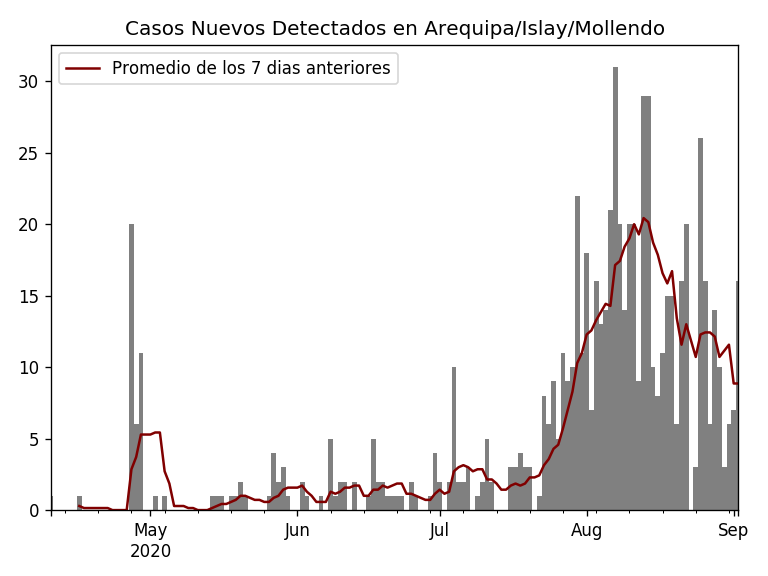 Casos Nuevos Detectados en Arequipa/Islay/Mollendo
Promedio de los 7 dias anteriores
30
25
20
15
10
5
0
May Jun Jul Aug Sep
2020